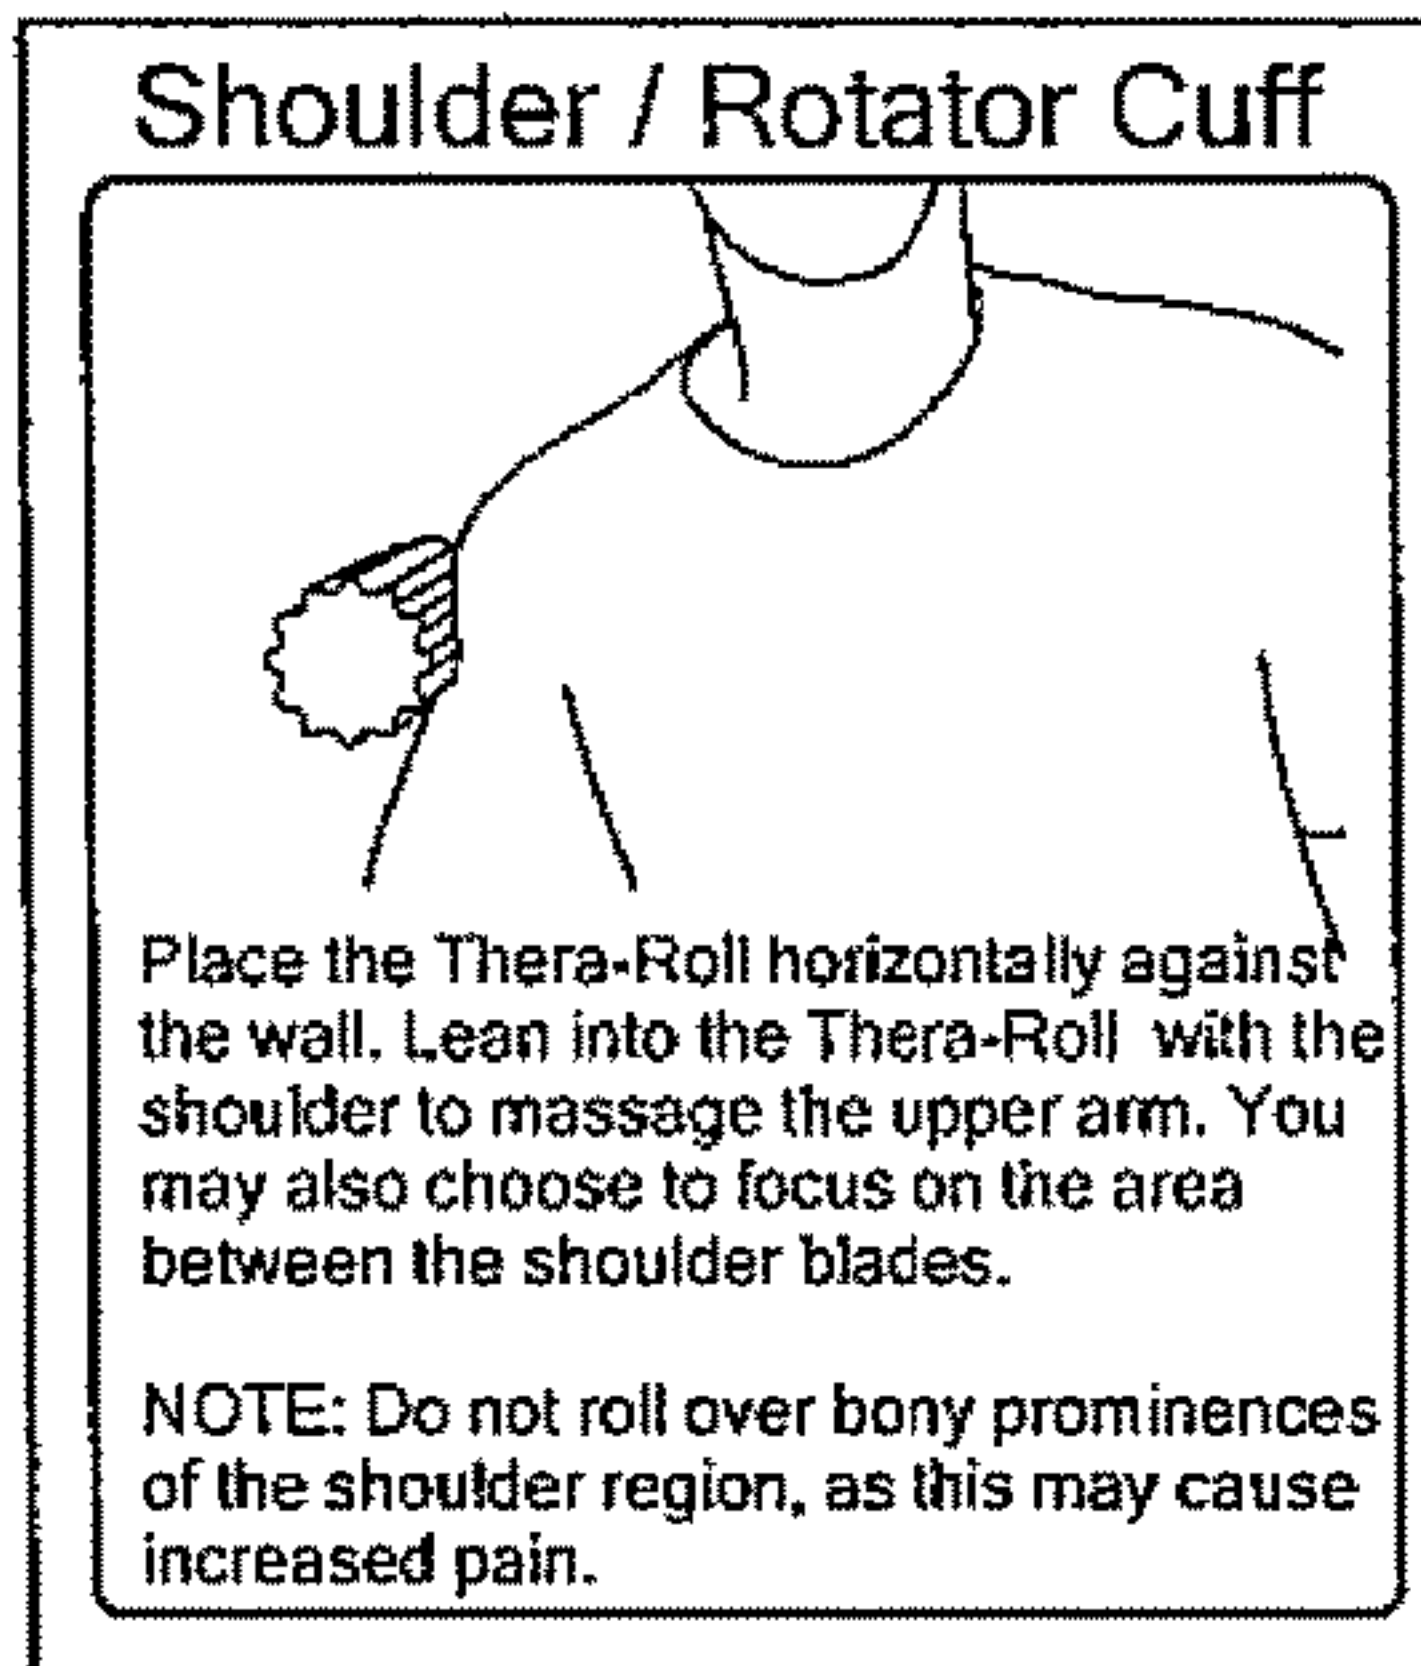 Shoulder / Rotator Cuff
Place the Thera-Roll horizontally against
the wall. Lean into the Thera-Roll with the
shoulder to massage the upper arm. You
may also choose to focus on the area
between the shoulder blades.
NOTE: Do not roll over bony prominences
of the shoulder region, as this may cause
increased pain.